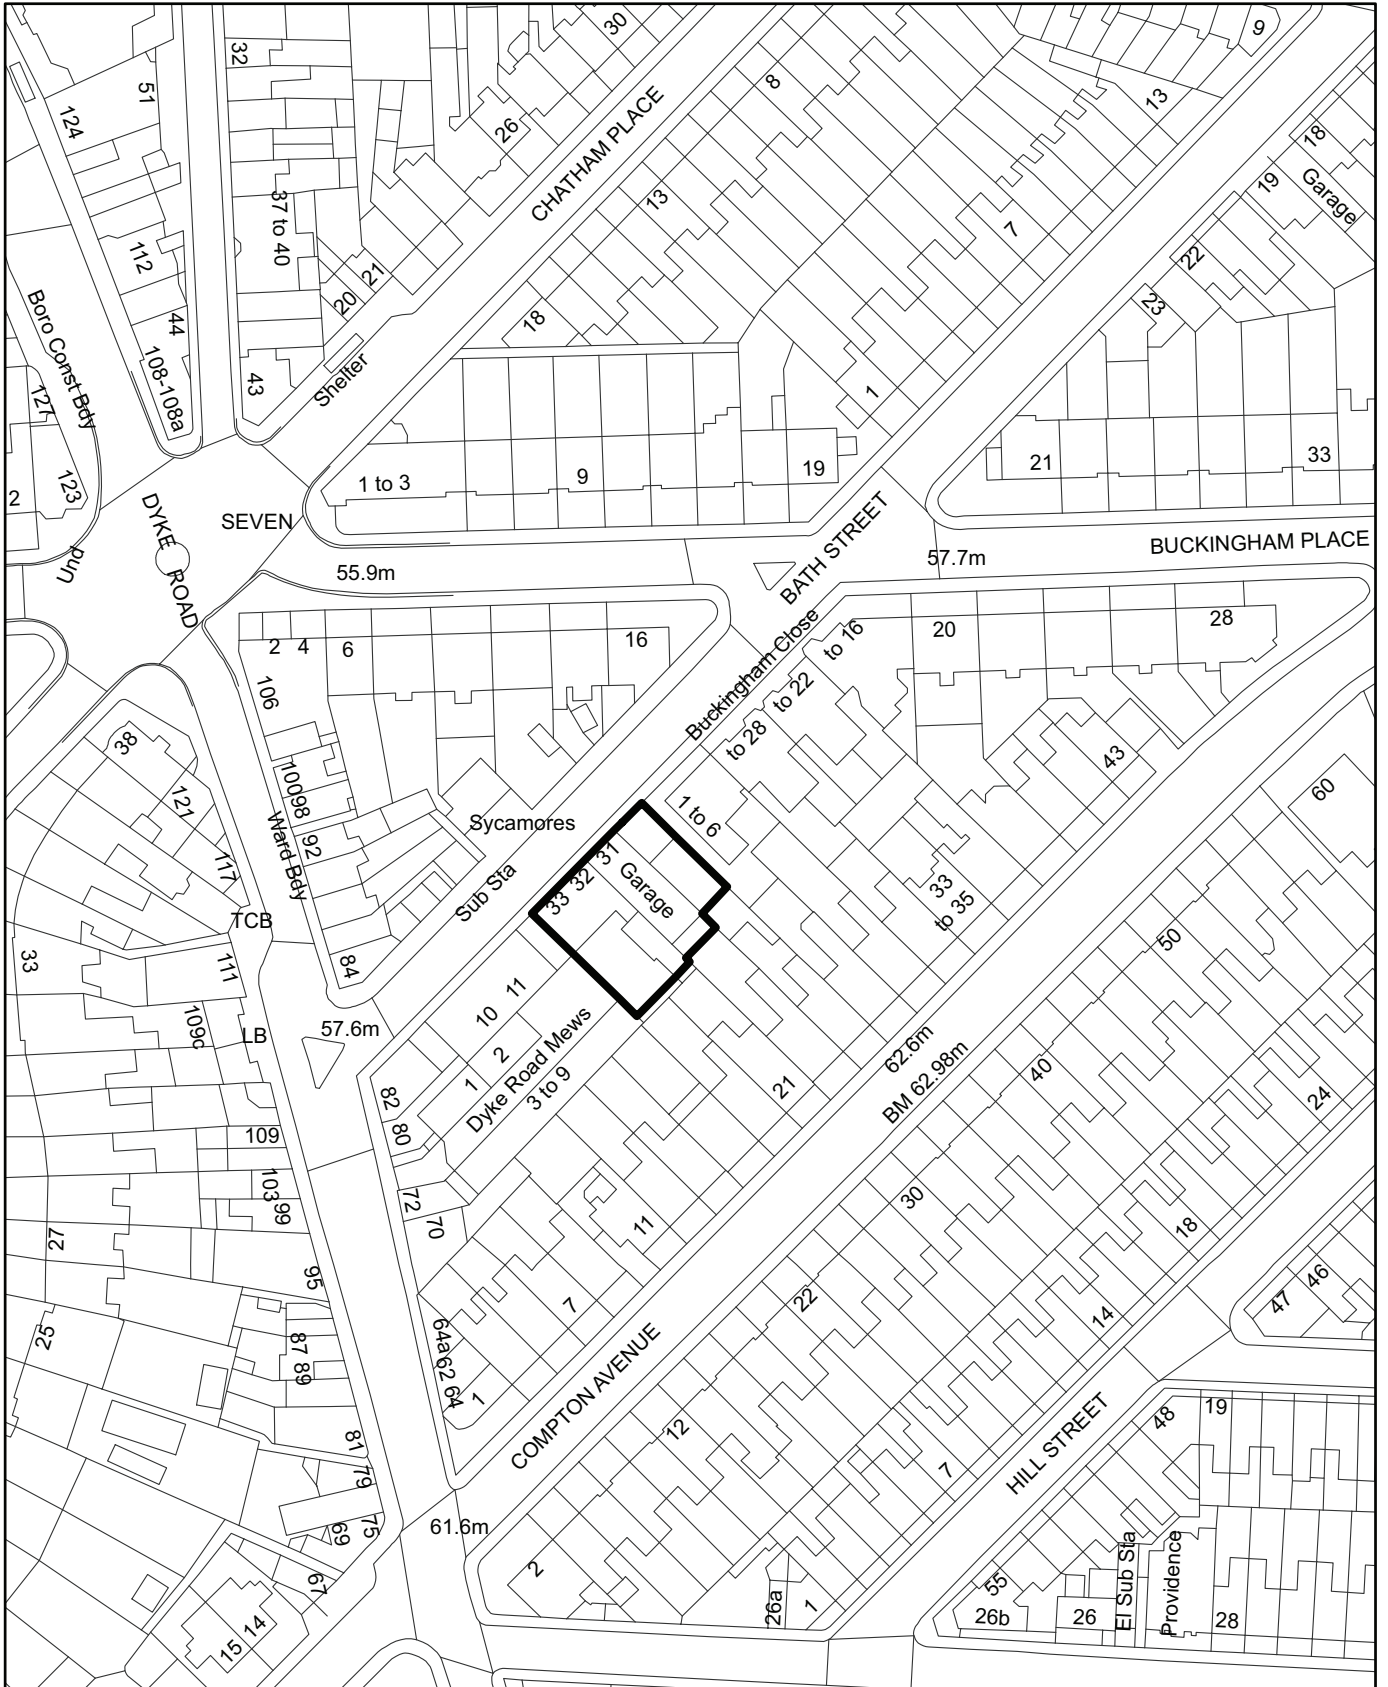 30
9
32
51
8
124
26
13
CHATHAM PLACE
18
13
19
Garage
37 to 40
7
112
22
21
Boro Const Bdy
20
23
44
18
108-108a
Shelter
43
1
127
1 to 3
9
19
21
33
123
2
DYKE ROAD
SEVEN
BATH STREET
BUCKINGHAM PLACE
Und
55.9m
57.7m
2
4
6
16
Buckingham Close
to 16
20
28
106
to 22
to 28
38
43
100
98
121
60
1 to 6
Sycamores
Ward Bdy
92
31
117
32
Garage
33
Sub Sta
33
to 35
TCB
50
33
111
84
11
10
109c
LB
57.6m
2
Dyke Road Mews
62.6m
BM 62.98m
1
3 to 9
40
82
21
24
80
109
103
99
72
70
30
11
18
27
95
46
47
22
7
14
25
87
89
64a
62
64
1
COMPTON AVENUE
HILL STREET
12
48
19
81
79
7
61.6m
69
75
2
El Sub Sta
Providence
67
55
26a
1
26b
26
28
14
15